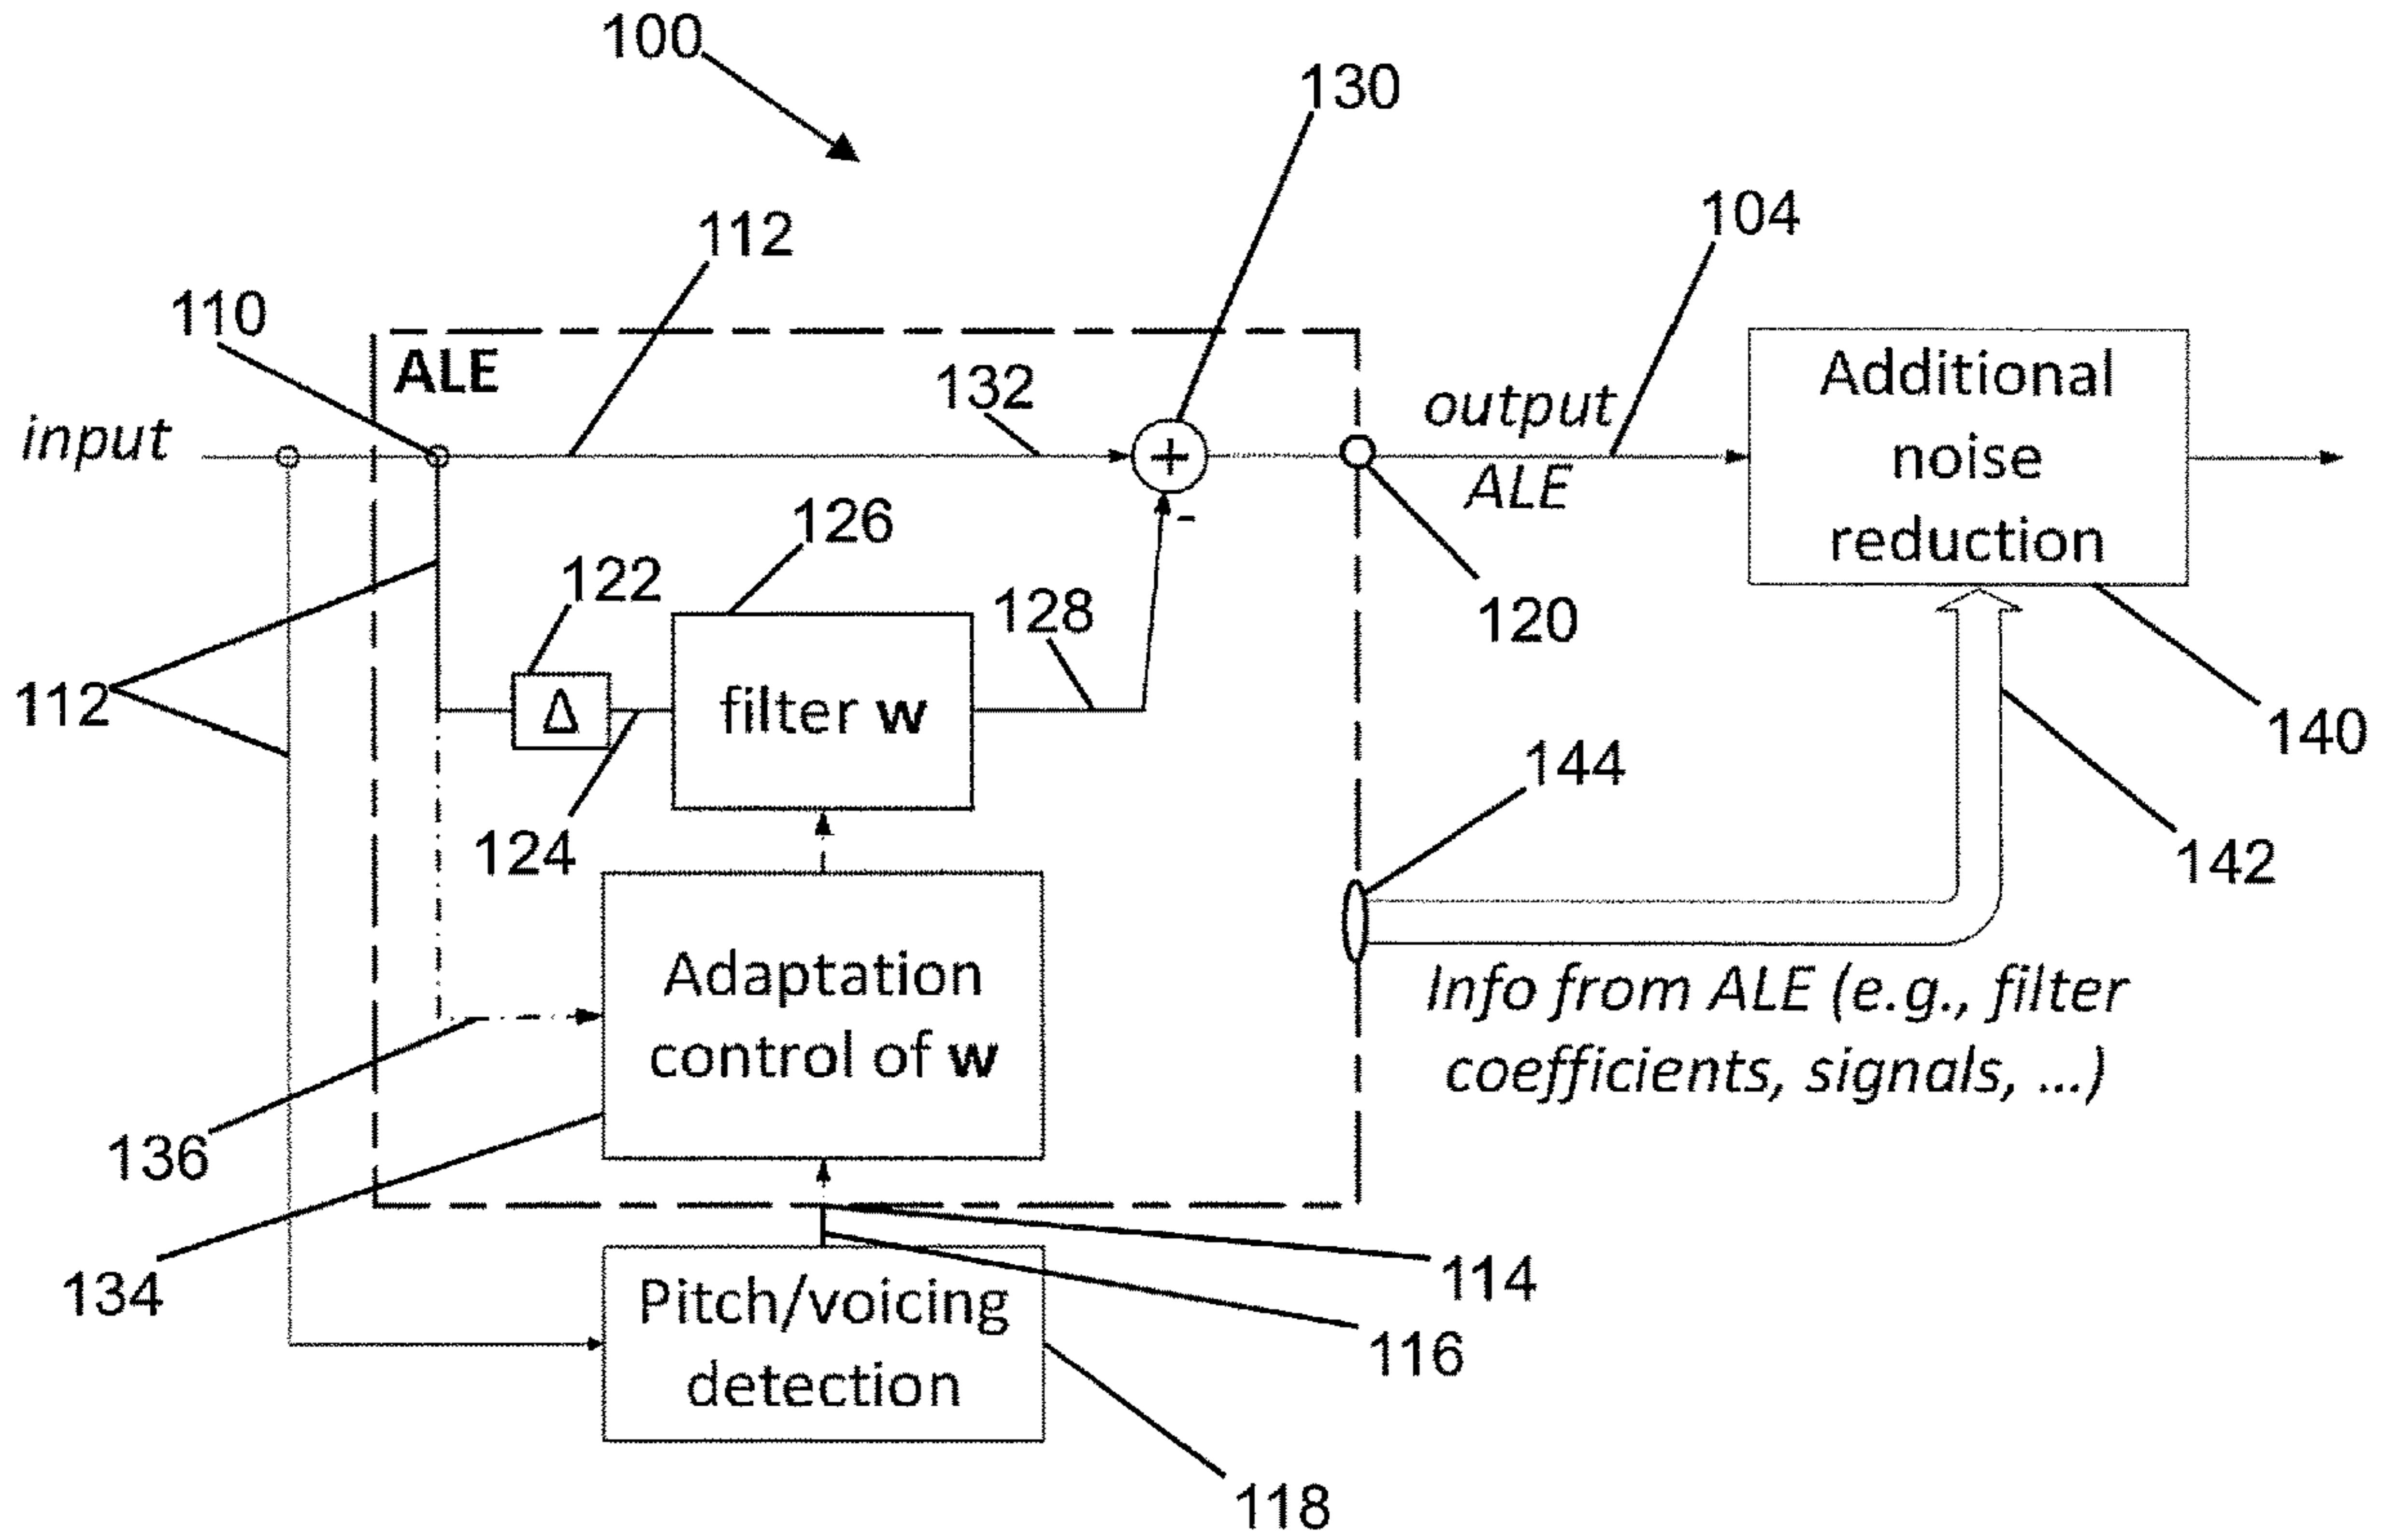 100
130
104
112
110
ALE
132
input
+
output
ALE
Additional
noise
reduction
126
-
122
128
120
112
Δ
filter w
140
124
144
142
Adaptation
control of w
Info from ALE (e.g., filter
coefficients, signals, ...)
136
134
114
Pitch/voicing
detection
116
118